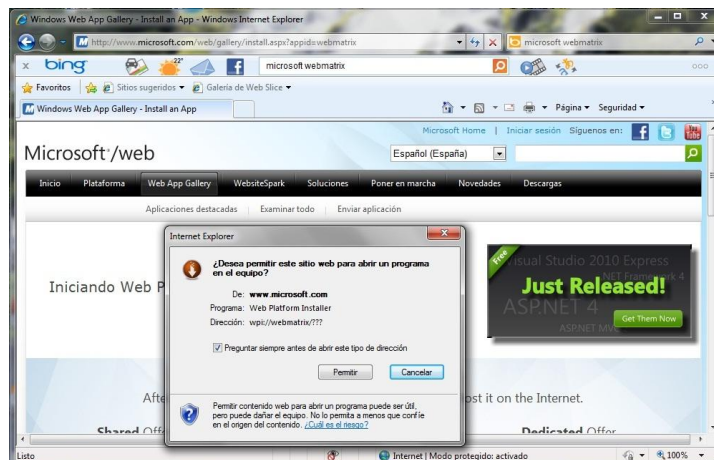 Windows Web App Gallery - Install an App - Windows Internet Explorer
http://www.microsoft.com/web/gallery/install.aspx?appid=webmatrix
microsoft webmatrix
x bing
22°
microsoft webmatrix
Favoritos
Sitios sugeridos
Galería de Web Slice
Windows Web App Gallery - Install an App
Página
Seguridad
Microsoft Home | Iniciar sesión Síguenos en:
Microsoft /web
Español (España)
Inicio Plataforma Web App Gallery WebsiteSpark Soluciones Poner en marcha Novedades Descargas
Aplicaciones destacadas | Examinar todo | Enviar aplicación
Internet Explorer
¿Desea permitir este sitio web para abrir un programa
en el equipo?
De: www.microsoft.com
Programa: Web Platform Installer
Dirección: wpi://webmatrix/???
Preguntar siempre antes de abrir este tipo de dirección
Permitir Cancelar
Permitir contenido web para abrir un programa puede ser útil,
pero puede dañar el equipo. No lo permita a menos que confíe
en el origen del contenido. ¿Cuál es el riesgo?
Iniciando Web P
Free
Visual Studio 2010 Express
.NET Framework 4
Just Released!
ASP.NET 4
Get Them Now
ASP.NET MVC
Afte
ost it on the Internet.
Shared Offe
Dedicated Offer
Listo
Internet | Modo protegido: activado
100%